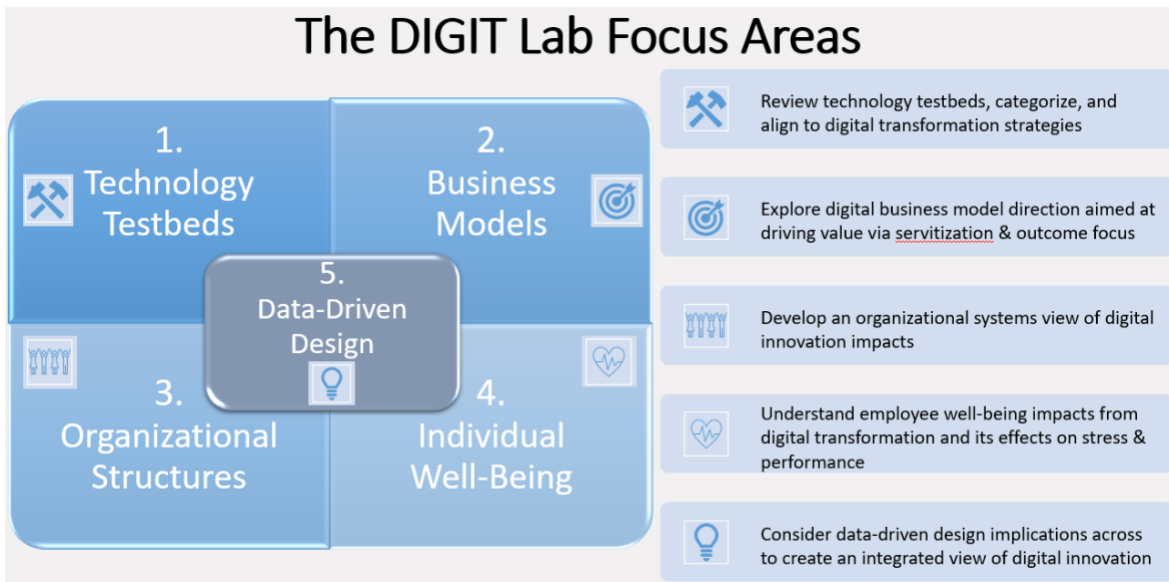 The DIGIT Lab Focus Areas
1.
Technology
Testbeds
2.
Business
Models
3.
Organizational
Structures
4.
Individual
Well-Being
5.
Data-Driven
Design
Review technology testbeds, categorize, and
align to digital transformation strategies
Explore digital business model direction aimed at
driving value via servitization & outcome focus
Develop an organizational systems view of digital
innovation impacts
Understand employee well-being impacts from
digital transformation and its effects on stress &
performance
Consider data-driven design implications across
to create an integrated view of digital innovation